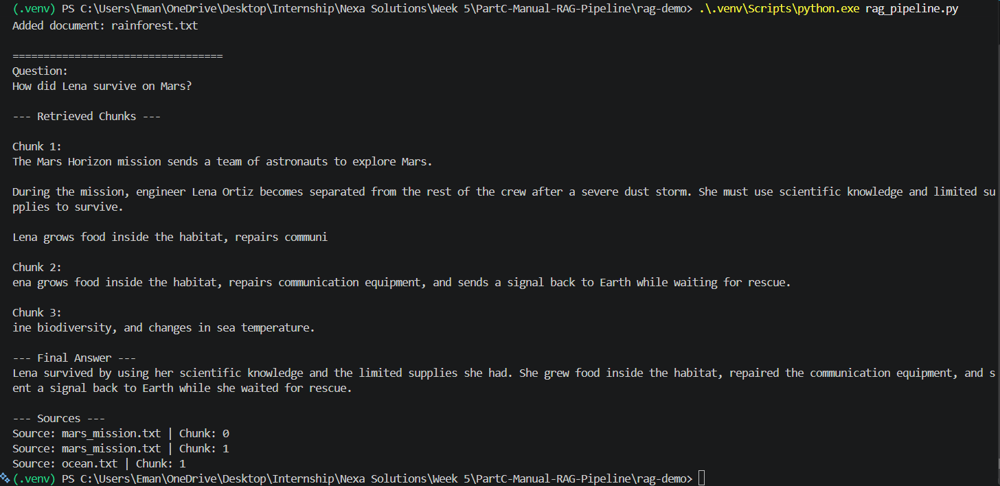 (.venv) PS C:\Users\Eman\OneDrive\Desktop\Internship\Nexa Solutions\Week 5\PartC-Manual-RAG-Pipeline\rag-demo> .\.venv\Scripts\python.exe rag_pipeline.py
Added document: rainforest.txt
==================================
Question:
How did Lena survive on Mars?
--- Retrieved Chunks ---
Chunk 1:
The Mars Horizon mission sends a team of astronauts to explore Mars.
During the mission, engineer Lena Ortiz becomes separated from the rest of the crew after a severe dust storm. She must use scientific knowledge and limited su
pplies to survive.
Lena grows food inside the habitat, repairs communi
Chunk 2:
ena grows food inside the habitat, repairs communication equipment, and sends a signal back to Earth while waiting for rescue.
Chunk 3:
ine biodiversity, and changes in sea temperature.
--- Final Answer ---
Lena survived by using her scientific knowledge and the limited supplies she had. She grew food inside the habitat, repaired the communication equipment, and s
ent a signal back to Earth while she waited for rescue.
--- Sources ---
Source: mars_mission.txt | Chunk: 0
Source: mars_mission.txt | Chunk: 1
Source: ocean.txt | Chunk: 1
(.venv) PS C:\Users\Eman\OneDrive\Desktop\Internship\Nexa Solutions\Week 5\PartC-Manual-RAG-Pipeline\rag-demo>